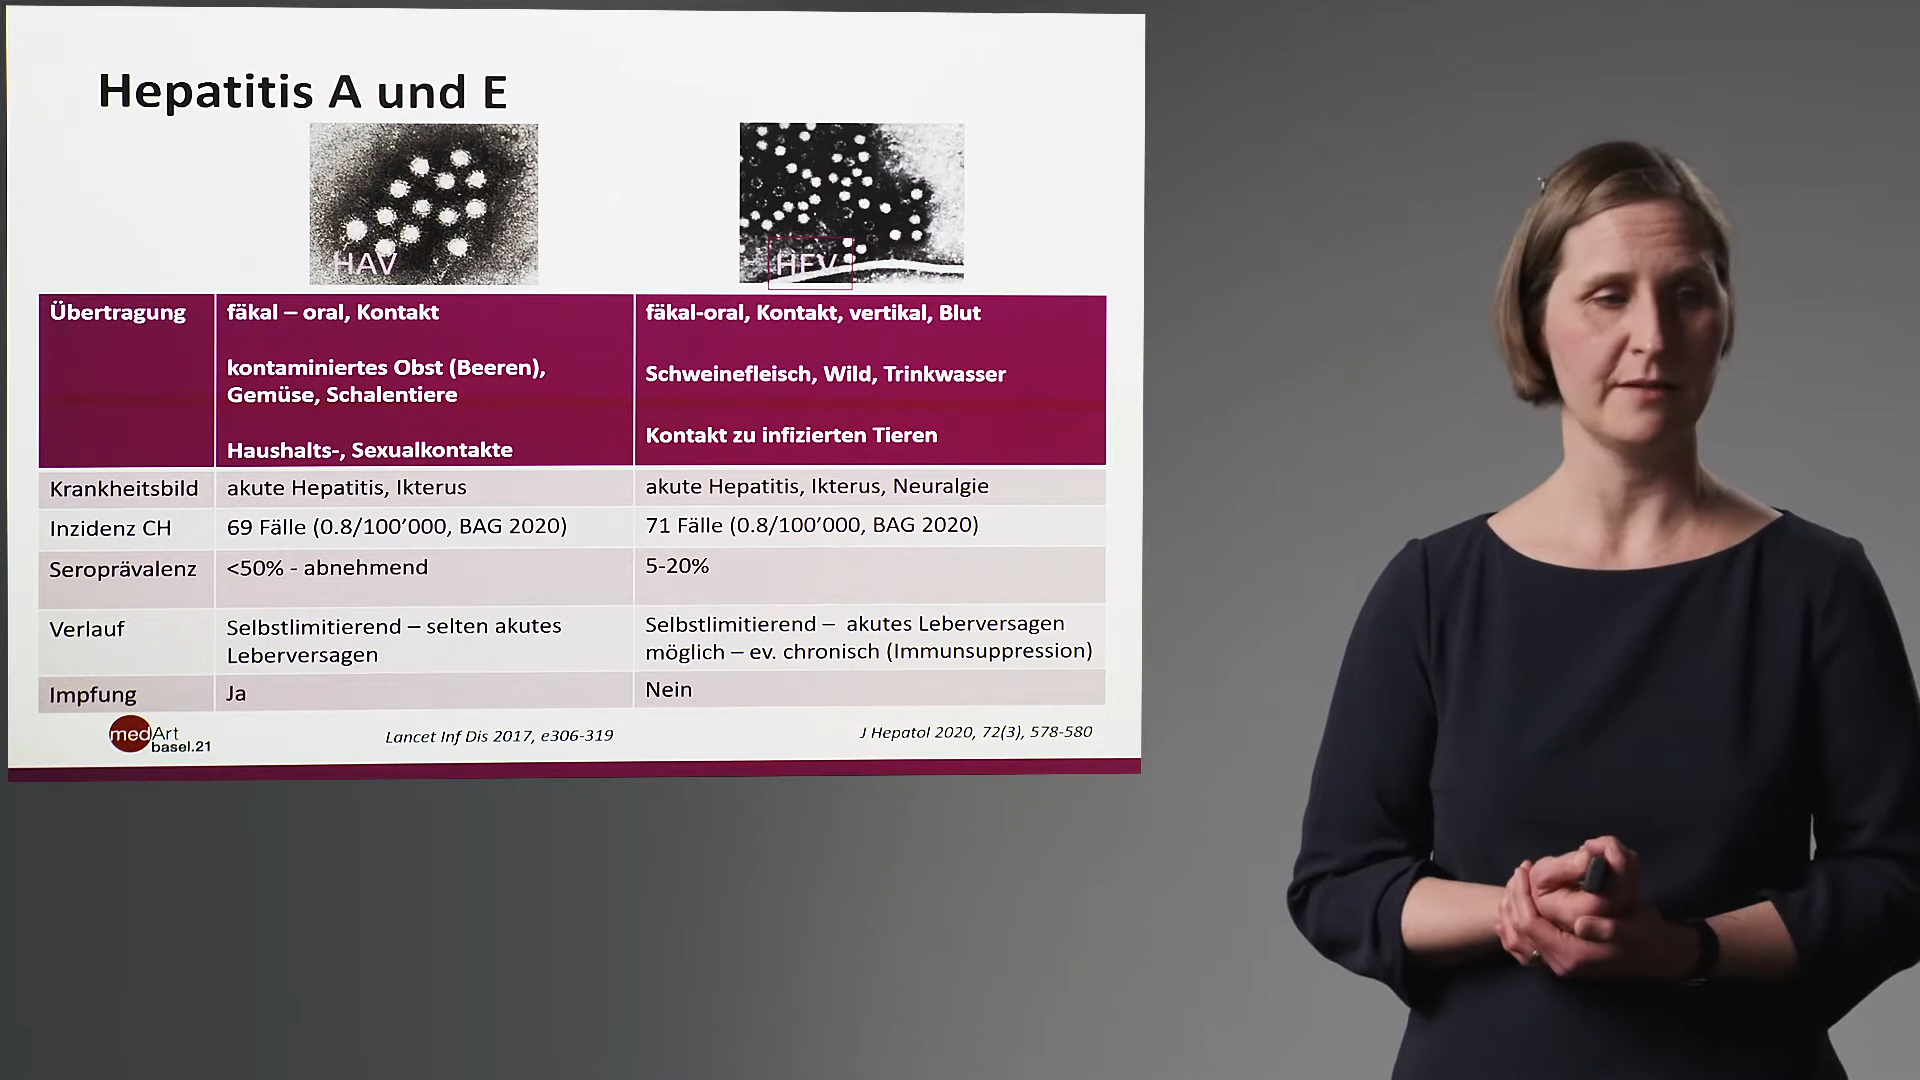 Hepatitis A und E
HAV
HEV
Übertragung
fäkal – oral, Kontakt
kontaminiertes Obst (Beeren),
Gemüse, Schalentiere
Haushalts-, Sexualkontakte
fäkal-oral, Kontakt, vertikal, Blut
Schweinefleisch, Wild, Trinkwasser
Kontakt zu infizierten Tieren
Krankheitsbild
akute Hepatitis, Ikterus
akute Hepatitis, Ikterus, Neuralgie
Inzidenz CH
69 Fälle (0.8/100’000, BAG 2020)
71 Fälle (0.8/100’000, BAG 2020)
Seroprävalenz
<50% - abnehmend
5-20%
Verlauf
Selbstlimitierend – selten akutes
Leberversagen
Selbstlimitierend – akutes Leberversagen
möglich – ev. chronisch (Immunsuppression)
Impfung
Ja
Nein
medArt
basel.21
Lancet Inf Dis 2017, e306-319
J Hepatol 2020, 72(3), 578-580